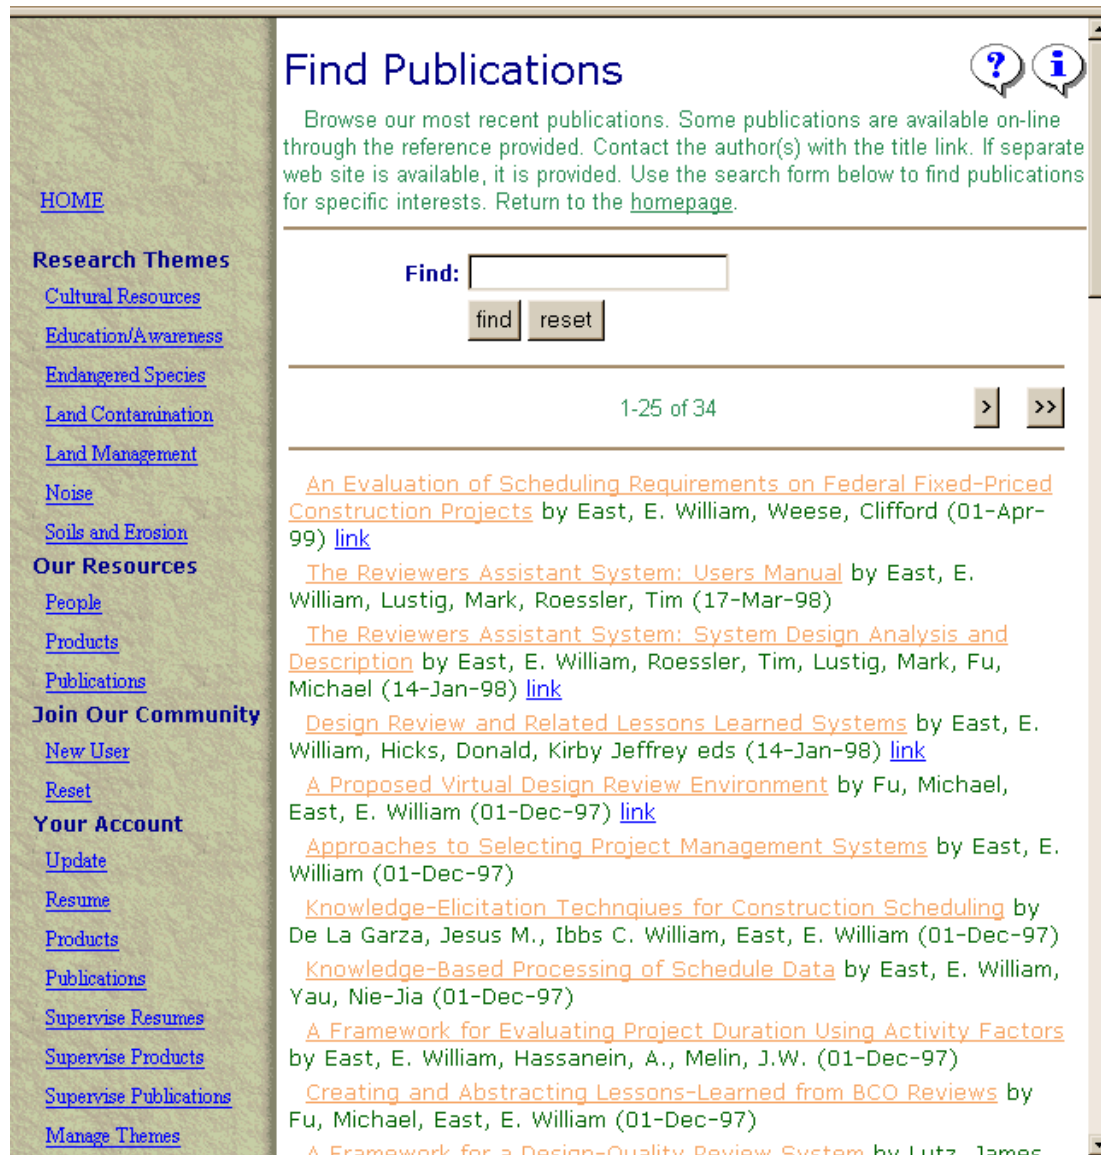 HOME
Research Themes
Cultural Resources
Education/Awareness
Endangered Species
Land Contamination
Land Management
Noise
Soils and Erosion
Our Resources
People
Products
Publications
Join Our Community
New User
Reset
Your Account
Update
Resume
Products
Publications
Supervise Resumes
Supervise Products
Supervise Publications
Manage Themes
Find Publications
? i
Browse our most recent publications. Some publications are available on-line
through the reference provided. Contact the author(s) with the title link. If separate
web site is available, it is provided. Use the search form below to find publications
for specific interests. Return to the homepage.
Find:
find reset
1-25 of 34 > >>
An Evaluation of Scheduling Requirements on Federal Fixed-Priced
Construction Projects by East, E. William, Weese, Clifford (01-Apr-
99) link
The Reviewers Assistant System: Users Manual by East, E.
William, Lustig, Mark, Roessler, Tim (17-Mar-98)
The Reviewers Assistant System: System Design Analysis and
Description by East, E. William, Roessler, Tim, Lustig, Mark, Fu,
Michael (14-Jan-98) link
Design Review and Related Lessons Learned Systems by East, E.
William, Hicks, Donald, Kirby Jeffrey eds (14-Jan-98) link
A Proposed Virtual Design Review Environment by Fu, Michael,
East, E. William (01-Dec-97) link
Approaches to Selecting Project Management Systems by East, E.
William (01-Dec-97)
Knowledge-Elicitation Technqiues for Construction Scheduling by
De La Garza, Jesus M., Ibbs C. William, East, E. William (01-Dec-97)
Knowledge-Based Processing of Schedule Data by East, E. William,
Yau, Nie-Jia (01-Dec-97)
A Framework for Evaluating Project Duration Using Activity Factors
by East, E. William, Hassanein, A., Melin, J.W. (01-Dec-97)
Creating and Abstracting Lessons-Learned from BCO Reviews by
Fu, Michael, East, E. William (01-Dec-97)
A Framework for a Design-Quality Review System by Lutz, James